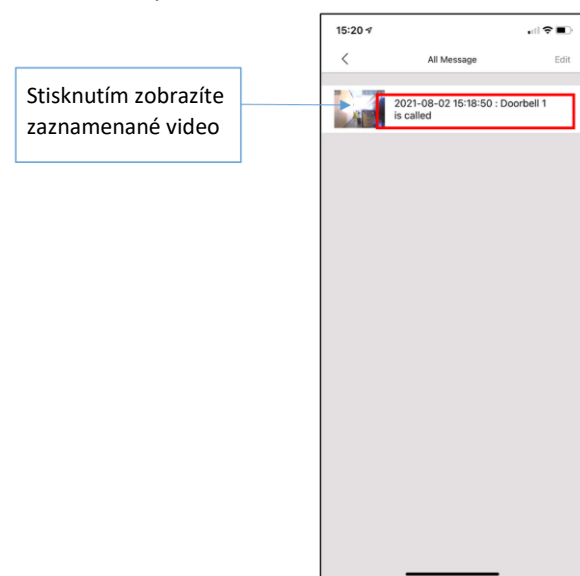 15:20
All Message
Edit
Stisknutím zobrazíte
zaznamenané video
2021-08-02 15:18:50 : Doorbell 1
is called